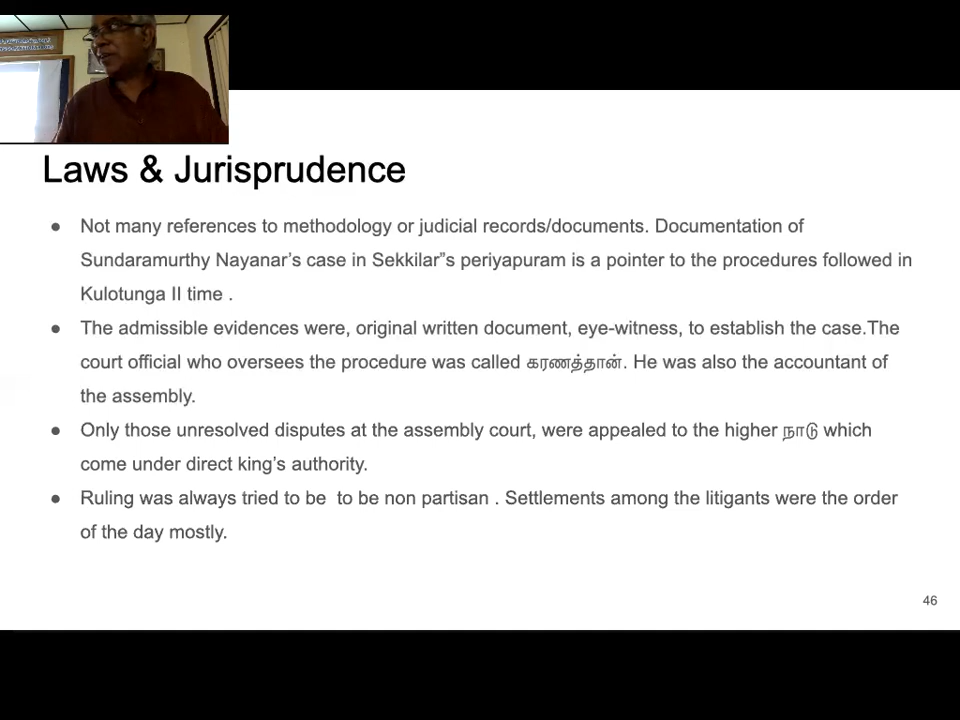 Laws & Jurisprudence
● Not many references to methodology or judicial records/documents. Documentation of
Sundaramurthy Nayanar's case in Sekkilar”s periyapuram is a pointer to the procedures followed in
Kulotunga II time .
● The admissible evidences were, original written document, eye-witness, to establish the case.The
court official who oversees the procedure was called கரணத்தான். He was also the accountant of
the assembly.
● Only those unresolved disputes at the assembly court, were appealed to the higher நாடு which
come under direct king's authority.
● Ruling was always tried to be  to be non partisan . Settlements among the litigants were the order
of the day mostly.
46